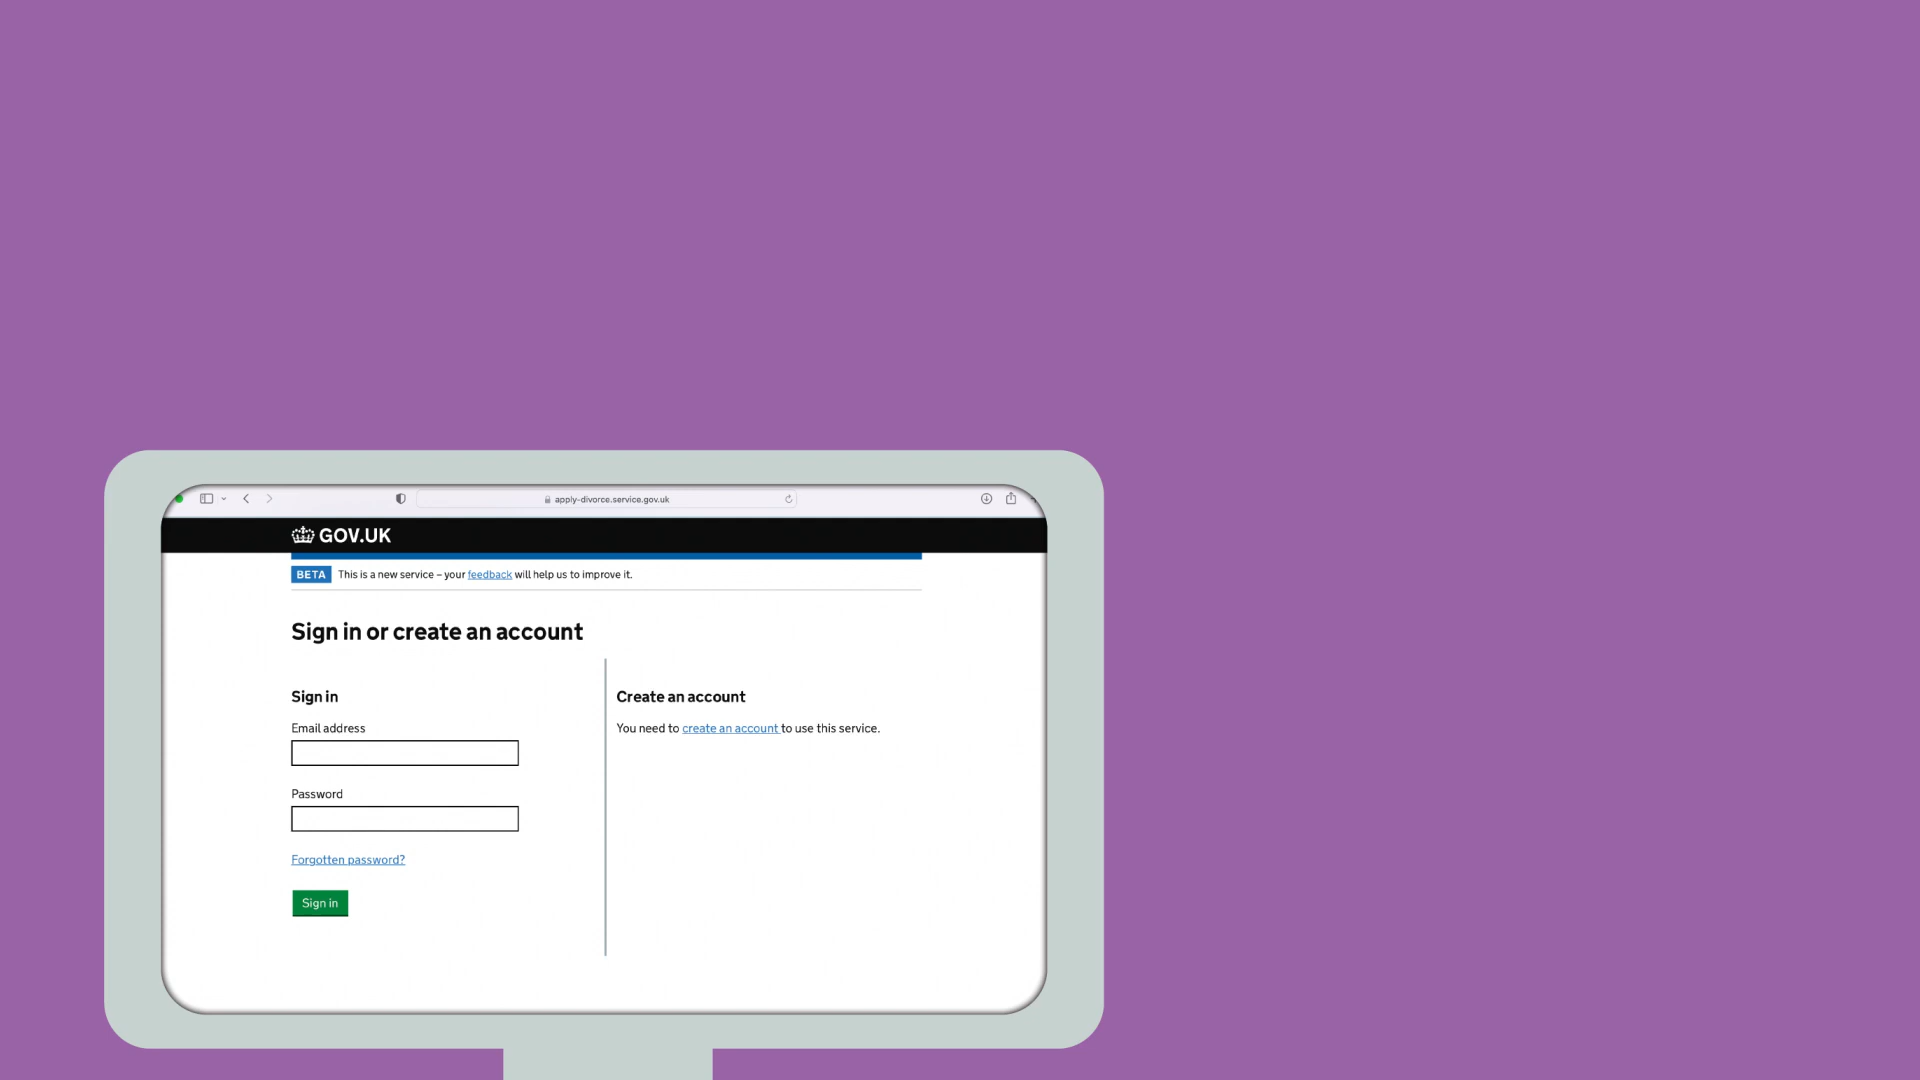 apply-divorce.service.gov.uk
GOV.UK
BETA This is a new service – your feedback will help us to improve it.
Sign in or create an account
Sign in
Email address
Password
Forgotten password?
Sign in
Create an account
You need to create an account to use this service.